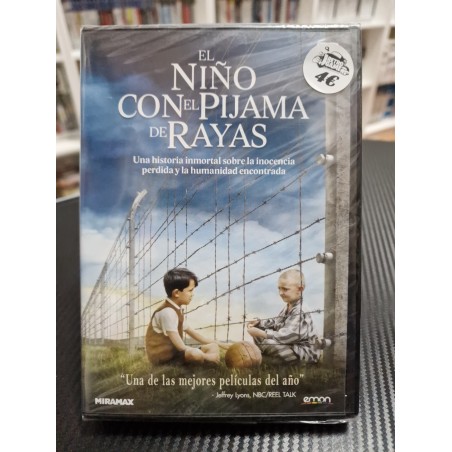 EL
NIÑO
CON EL PIJAMA
DE RAYAS
Una historia inmortal sobre la inocencia
perdida y la humanidad encontrada
4€
“Una de las mejores películas del año”
- Jeffrey Lyons, NBC/REEL TALK
MIRAMAX
emon